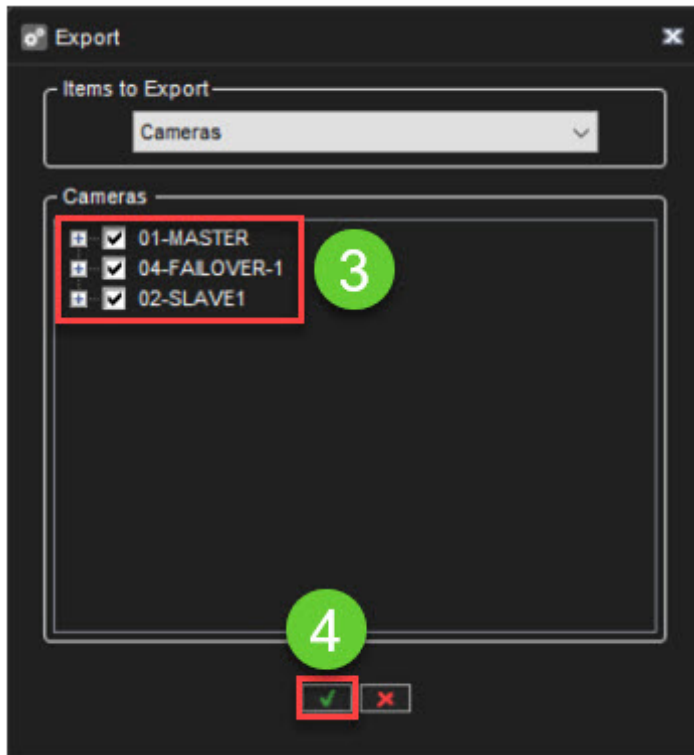 Export
Items to Export
Cameras
Cameras
01-MASTER
04-FAILOVER-1
02-SLAVE1
3
4